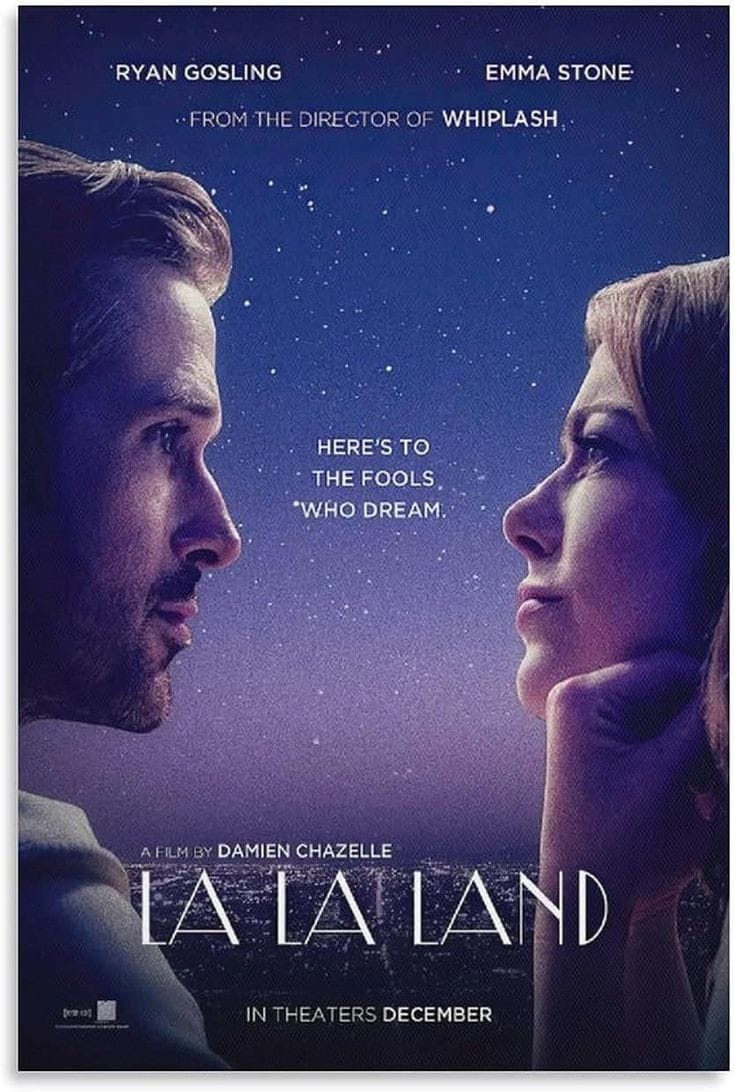 RYAN GOSLING EMMA STONE
FROM THE DIRECTOR OF WHIPLASH
HERE'S TO
THE FOOLS
WHO DREAM.
A FILM BY DAMIEN CHAZELLE
LA LA LAND
IN THEATERS DECEMBER